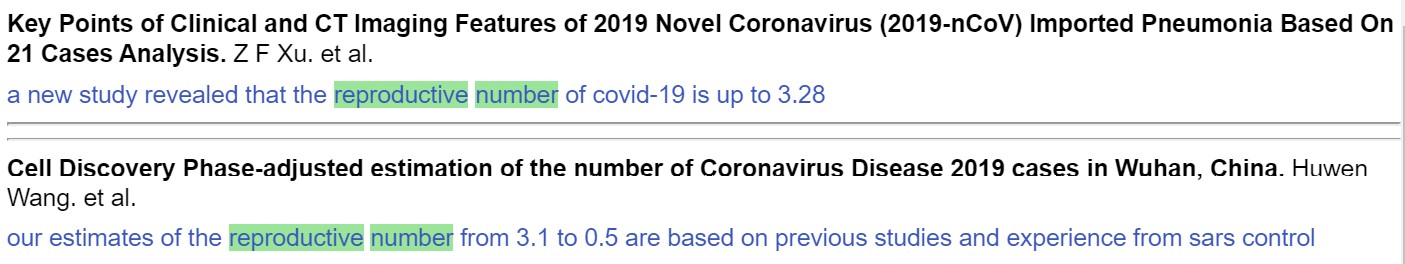 Key Points of Clinical and CT Imaging Features of 2019 Novel Coronavirus (2019-nCoV) Imported Pneumonia Based On
21 Cases Analysis. Z F Xu. et al.
a new study revealed that the reproductive number of covid-19 is up to 3.28
Cell Discovery Phase-adjusted estimation of the number of Coronavirus Disease 2019 cases in Wuhan, China. Huwen
Wang. et al.
our estimates of the reproductive number from 3.1 to 0.5 are based on previous studies and experience from sars control